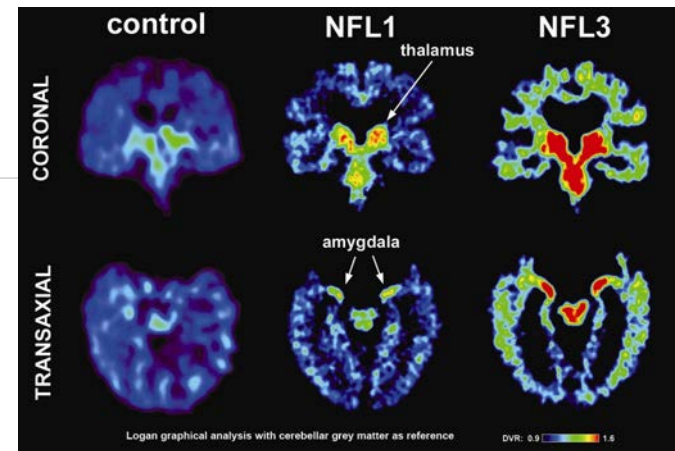 control NFL1 NFL3
thalamus
CORONAL
amygdala
TRANSAXIAL
Logan graphical analysis with cerebellar grey matter as reference
DVR: 0.9 1.6